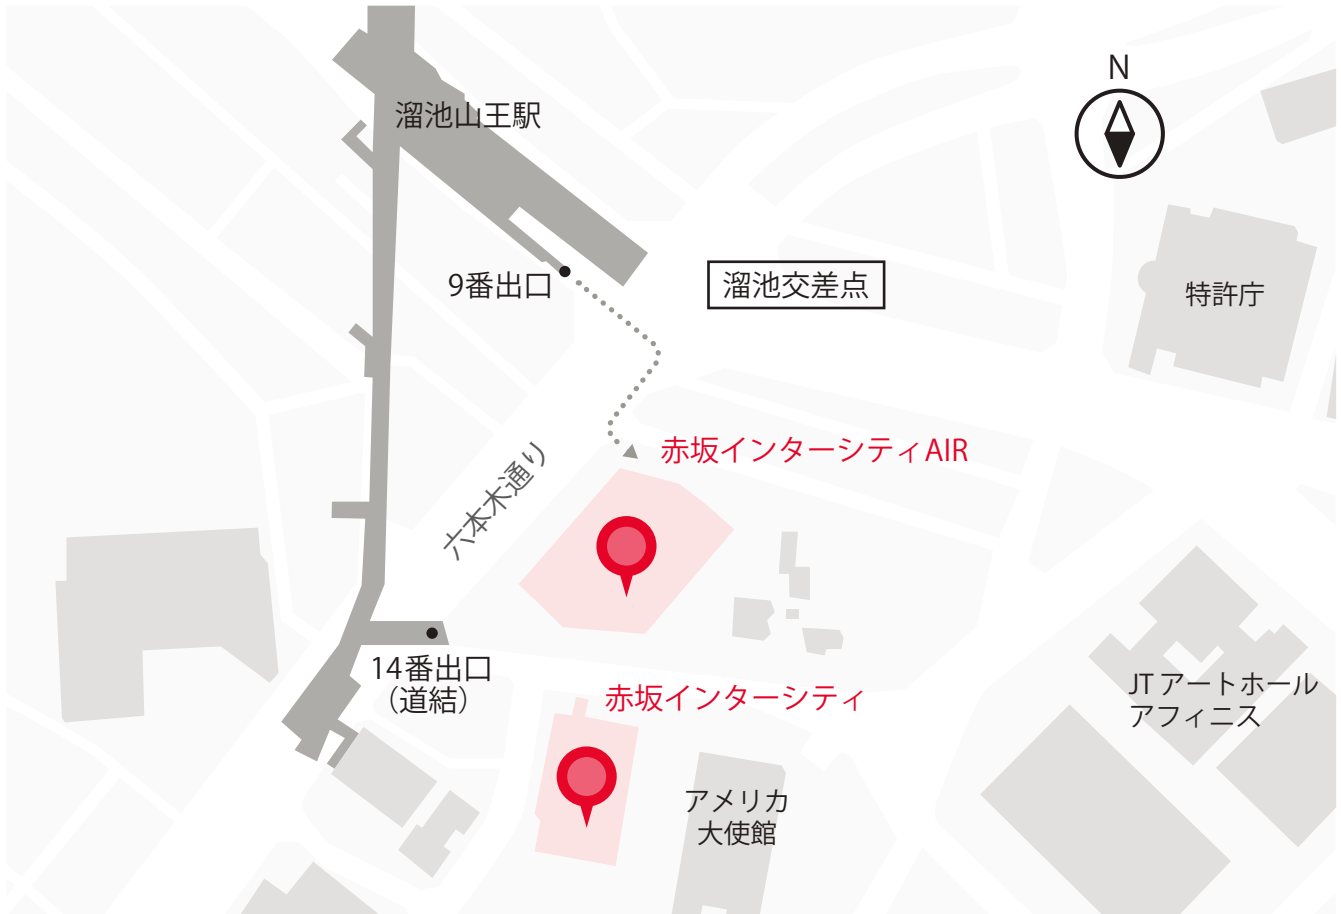 N
溜池山王駅
9番出口
溜池交差点
特許庁
赤坂インターシティAIR
六本木通り
14番出口
（道結）
赤坂インターシティ
JTアートホール
アフィニス
アメリカ
大使館